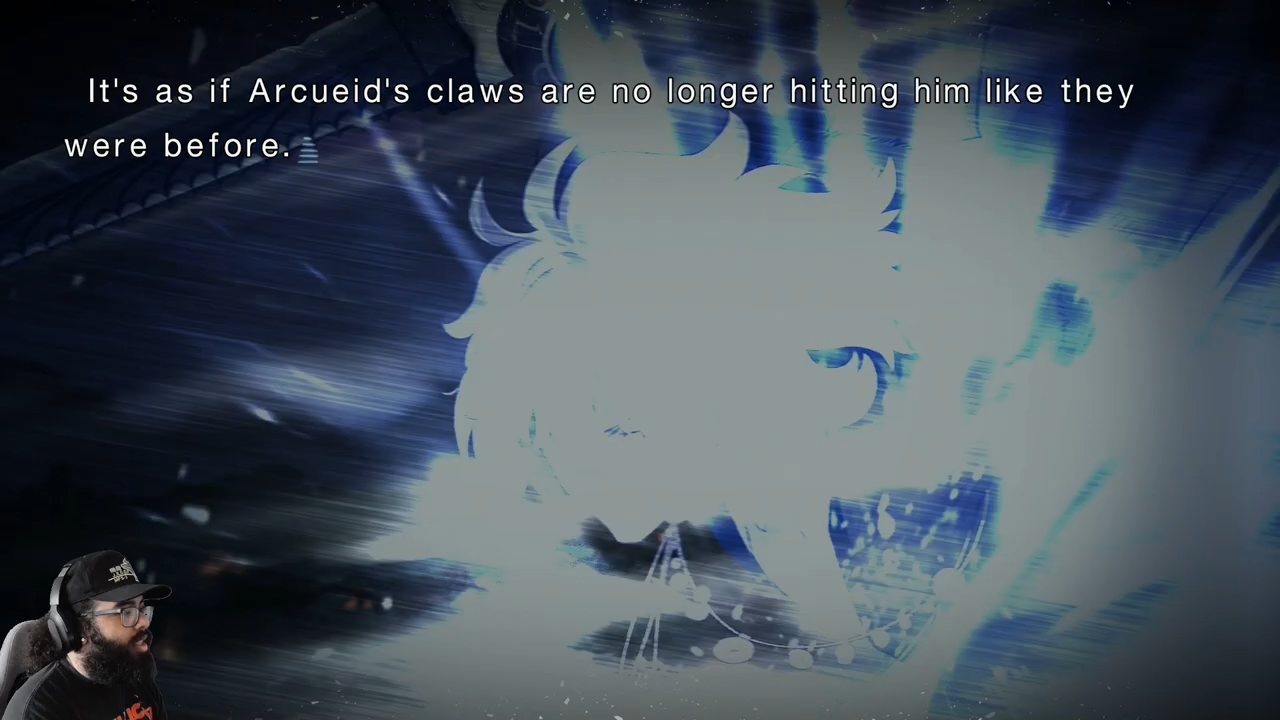 It's as if Arcueid's claws are no longer hitting him like they
were before.